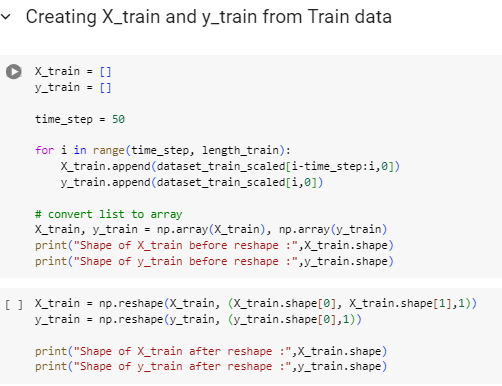 Creating X_train and y_train from Train data
X_train = []
y_train = []
time_step = 50
for i in range(time_step, length_train):
X_train.append(dataset_train_scaled[i-time_step:i,0])
y_train.append(dataset_train_scaled[i,0])
# convert list to array
X_train, y_train = np.array(X_train), np.array(y_train)
print("Shape of X_train before reshape :",X_train.shape)
print("Shape of y_train before reshape :",y_train.shape)
[ ] X_train = np.reshape(X_train, (X_train.shape[0], X_train.shape[1],1))
y_train = np.reshape(y_train, (y_train.shape[0],1))
print("Shape of X_train after reshape :",X_train.shape)
print("Shape of y_train after reshape :",y_train.shape)